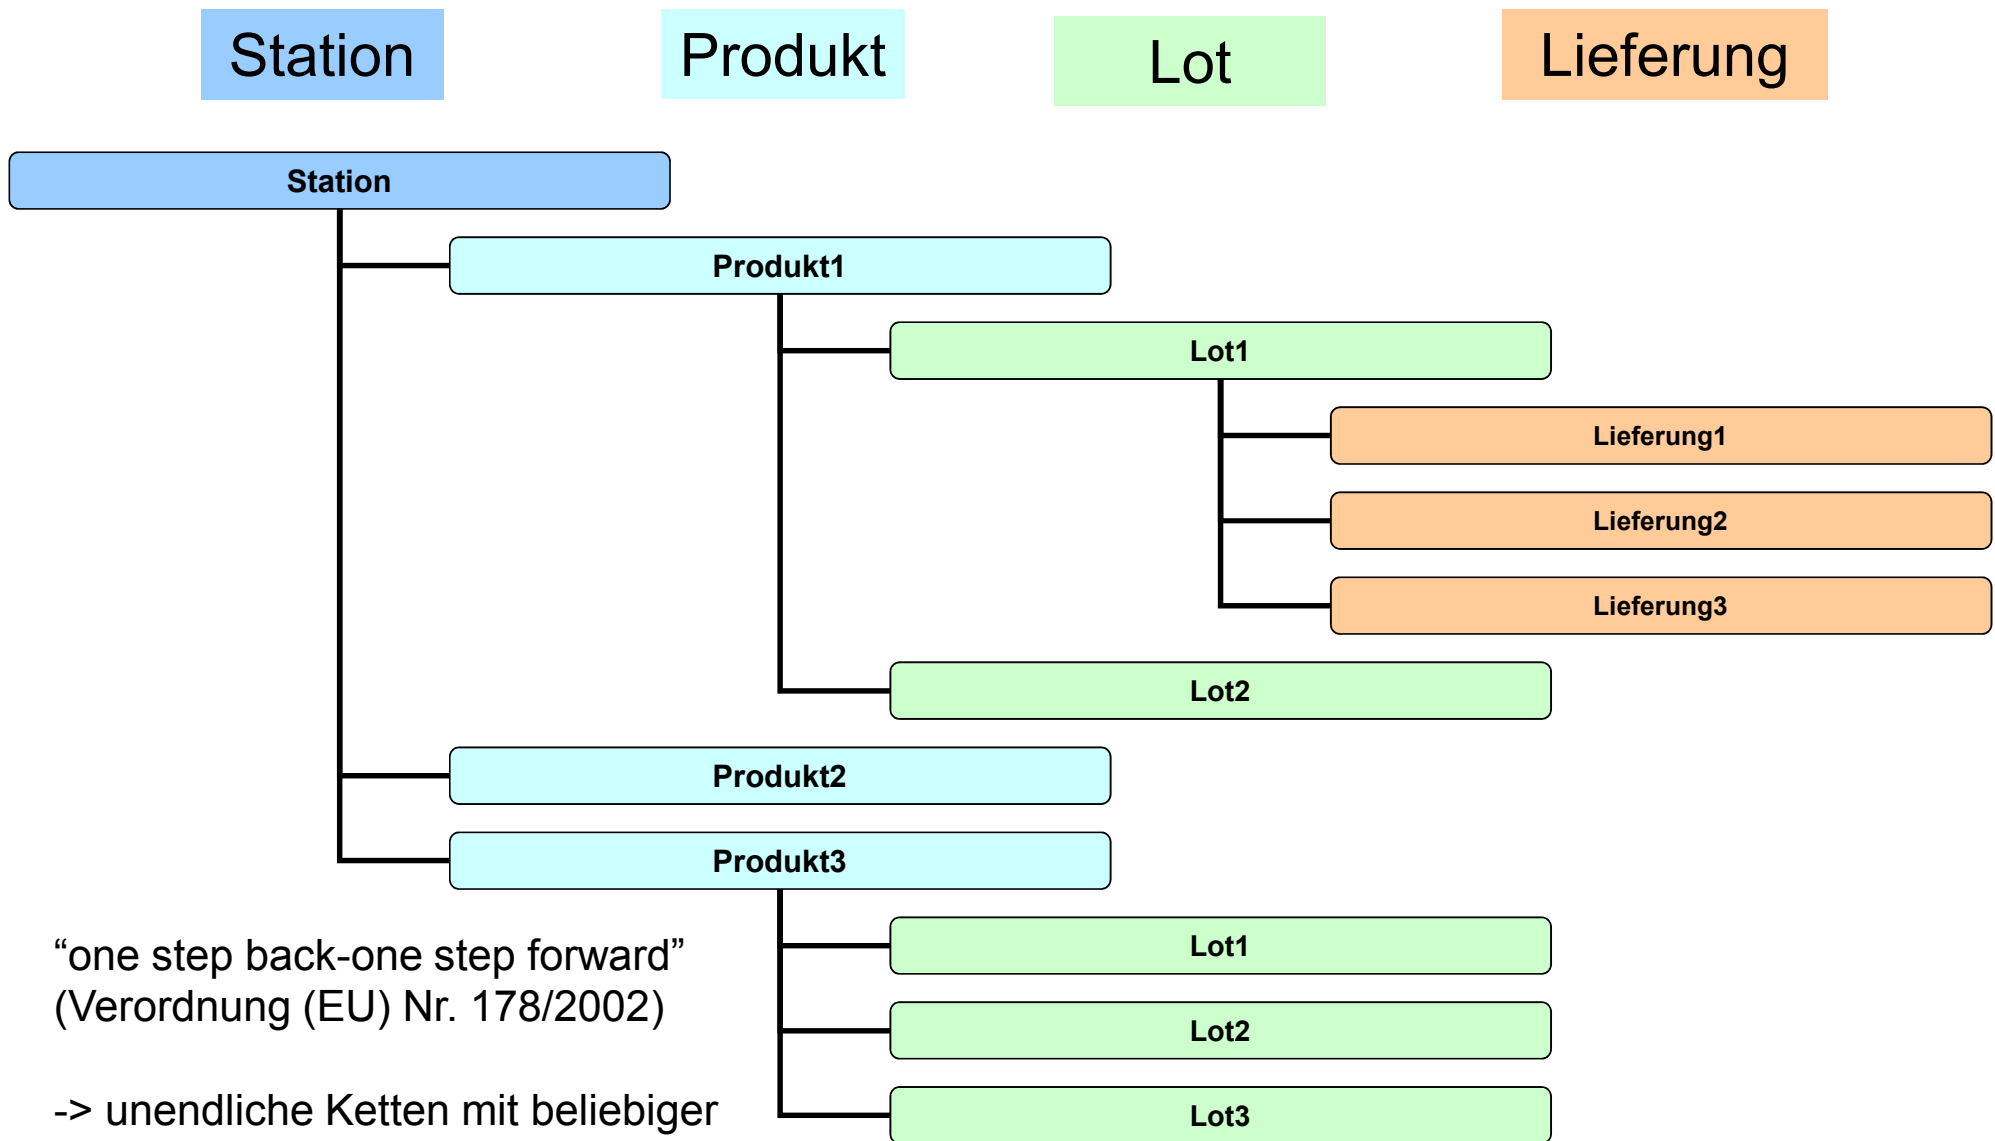 Station
Produkt
Lot
Lieferung
Station
Produkt1
Lot1
Lieferung1
Lieferung2
Lieferung3
Lot2
Produkt2
Produkt3
Lot1
Lot2
Lot3
“one step back-one step forward”
(Verordnung (EU) Nr. 178/2002)
-> unendliche Ketten mit beliebiger